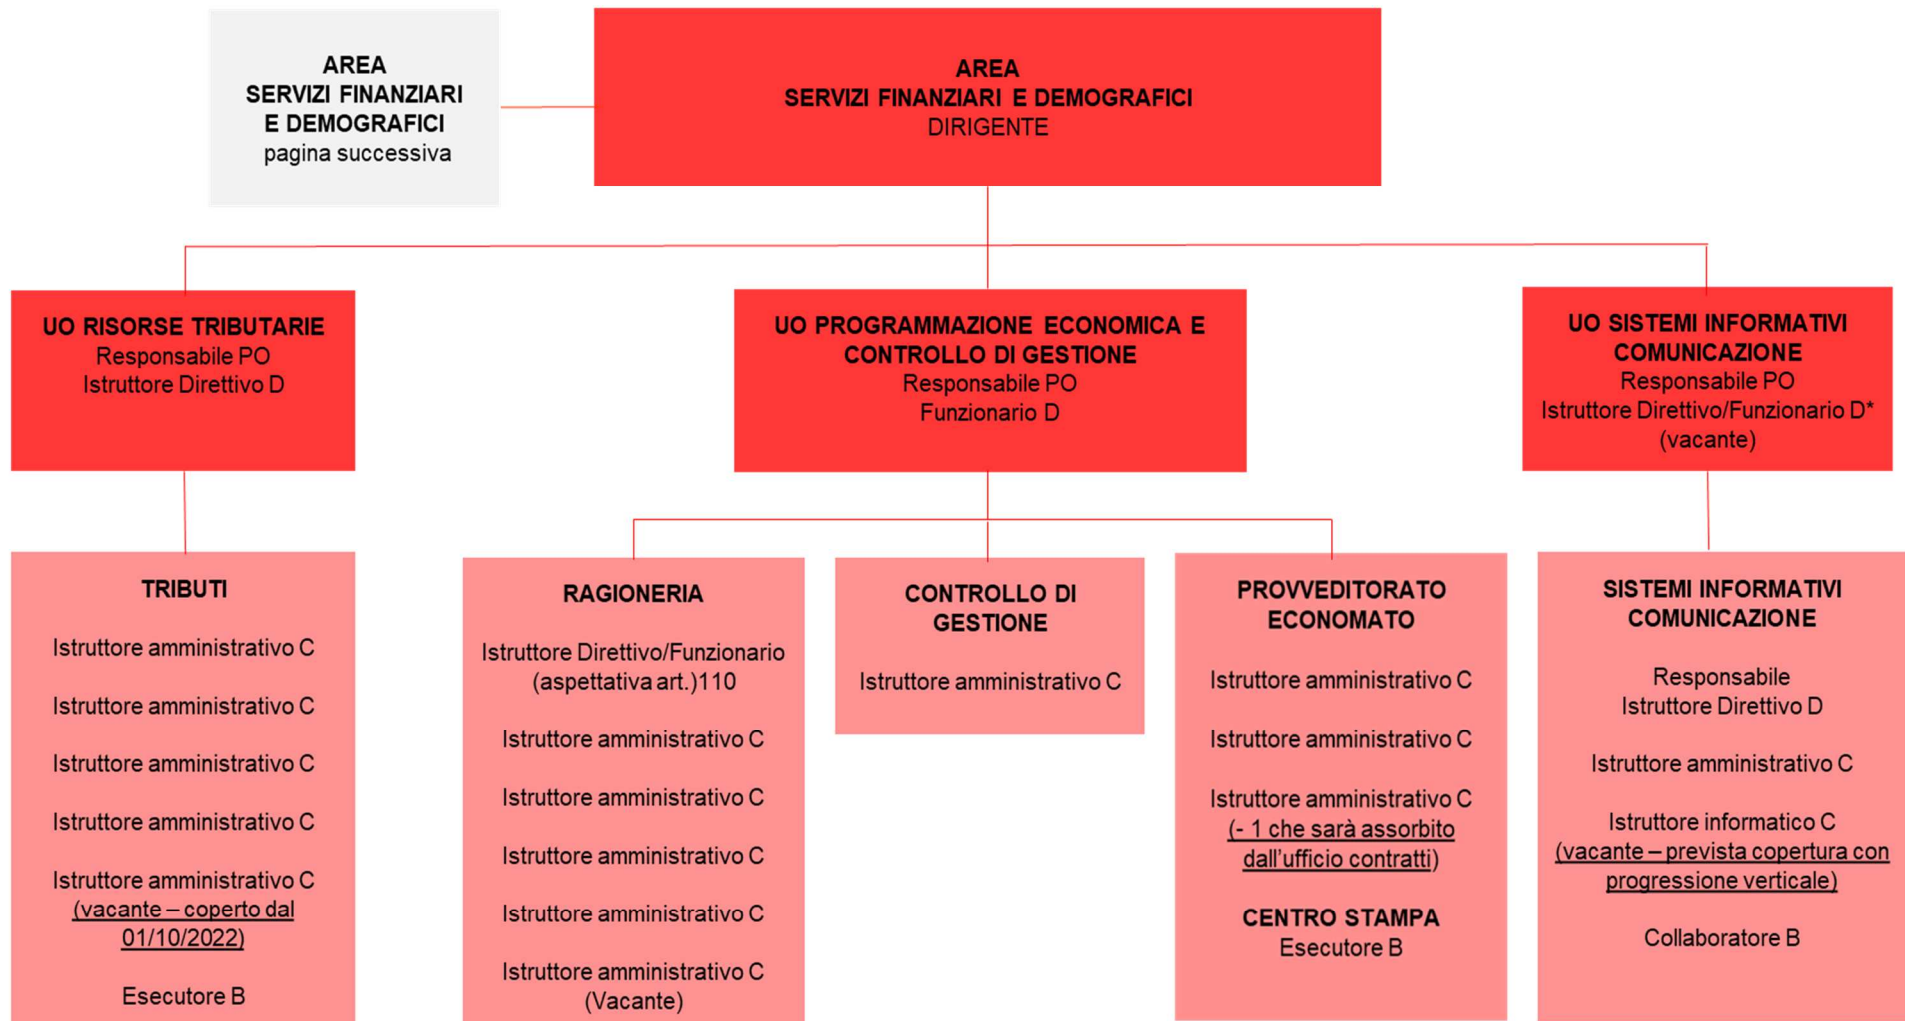 AREA
SERVIZI FINANZIARI
E DEMOGRAFICI
pagina successiva
AREA
SERVIZI FINANZIARI E DEMOGRAFICI
DIRIGENTE
UO RISORSE TRIBUTARIE
Responsabile PO
Istruttore Direttivo D
UO PROGRAMMAZIONE ECONOMICA E
CONTROLLO DI GESTIONE
Responsabile PO
Funzionario D
UO SISTEMI INFORMATIVI
COMUNICAZIONE
Responsabile PO
Istruttore Direttivo/Funzionario D*
(vacante)
TRIBUTI
Istruttore amministrativo C
Istruttore amministrativo C
Istruttore amministrativo C
Istruttore amministrativo C
Istruttore amministrativo C
(vacante – coperto dal
01/10/2022)
Esecutore B
RAGIONERIA
Istruttore Direttivo/Funzionario
(aspettativa art.)110
Istruttore amministrativo C
Istruttore amministrativo C
Istruttore amministrativo C
Istruttore amministrativo C
Istruttore amministrativo C
(Vacante)
CONTROLLO DI
GESTIONE
Istruttore amministrativo C
PROVVEDITORATO
ECONOMATO
Istruttore amministrativo C
Istruttore amministrativo C
Istruttore amministrativo C
(- 1 che sarà assorbito
dall'ufficio contratti)
CENTRO STAMPA
Esecutore B
SISTEMI INFORMATIVI
COMUNICAZIONE
Responsabile
Istruttore Direttivo D
Istruttore amministrativo C
Istruttore informatico C
(vacante – prevista copertura con
progressione verticale)
Collaboratore B